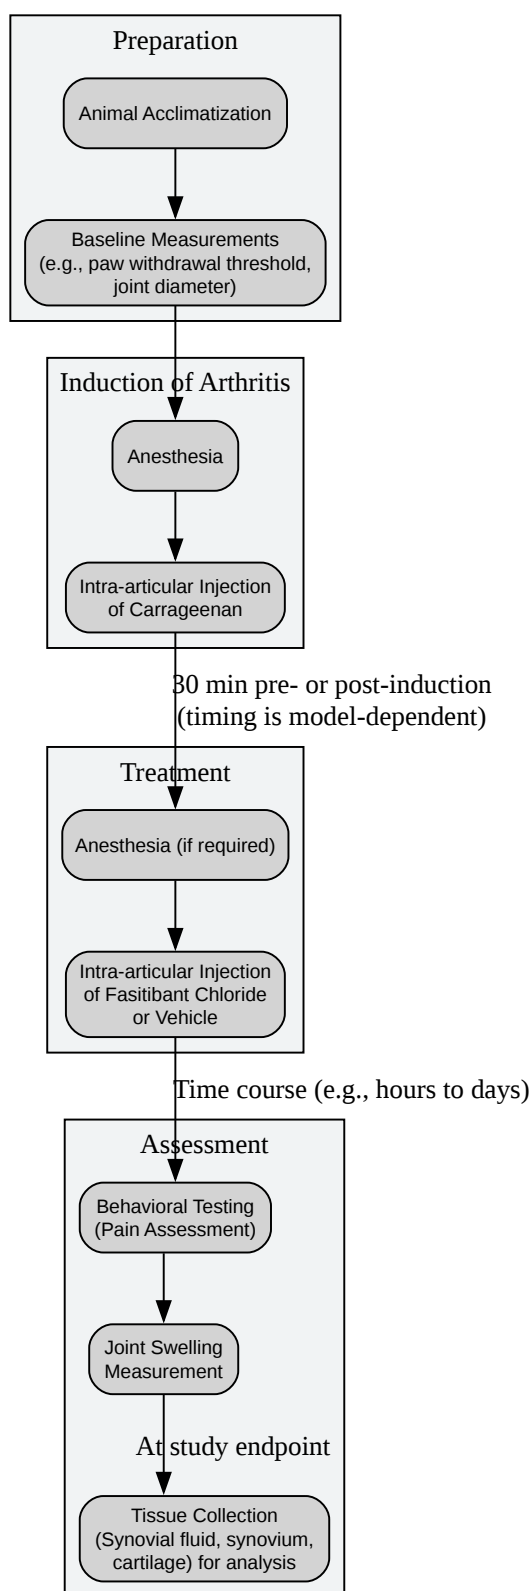 Preparation
Animal Acclimatization
Baseline Measurements
(e.g., paw withdrawal threshold,
joint diameter)
Induction of Arthritis
Anesthesia
Intra-articular Injection
of Carrageenan
30 min pre- or post-induction
(timing is model-dependent)
Treatment
Anesthesia (if required)
Intra-articular Injection
of Fasitibant Chloride
or Vehicle
Time course (e.g., hours to days)
Assessment
Behavioral Testing
(Pain Assessment)
Joint Swelling
Measurement
At study endpoint
Tissue Collection
(Synovial fluid, synovium,
cartilage) for analysis